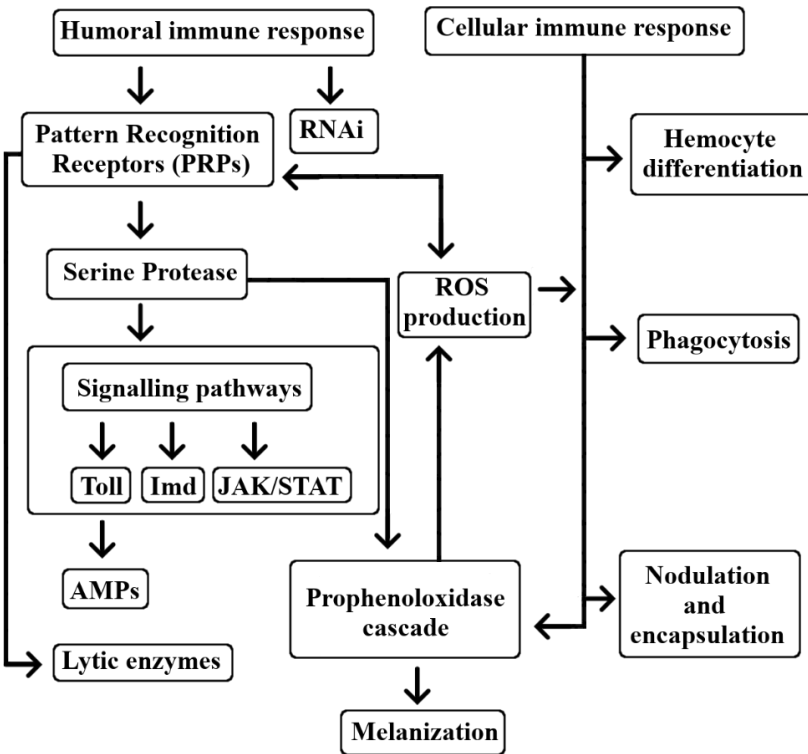 Humoral immune response
Cellular immune response
Pattern Recognition
Receptors (PRPs)
RNAi
Hemocyte
differentiation
Serine Protease
ROS
production
Phagocytosis
Signalling pathways
Toll
Imd
JAK/STAT
AMPs
Prophenoloxidase
cascade
Nodulation
and
encapsulation
Lytic enzymes
Melanization